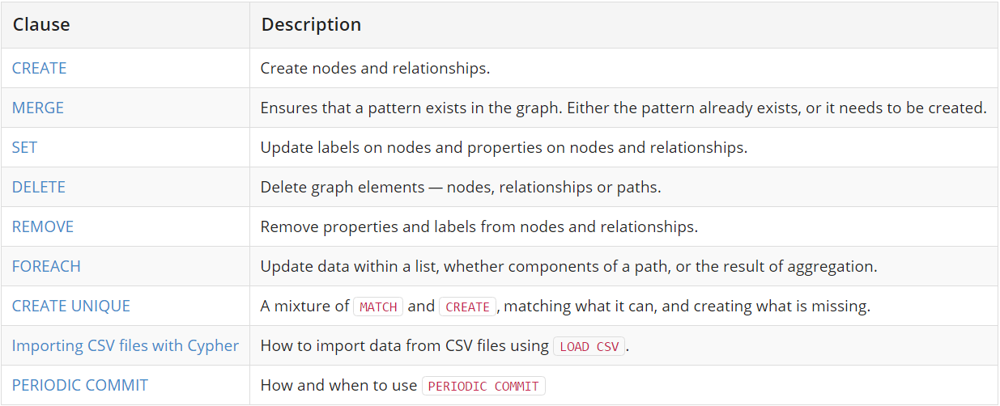 Clause Description
CREATE Create nodes and relationships.
MERGE Ensures that a pattern exists in the graph. Either the pattern already exists, or it needs to be created.
SET Update labels on nodes and properties on nodes and relationships.
DELETE Delete graph elements — nodes, relationships or paths.
REMOVE Remove properties and labels from nodes and relationships.
FOREACH Update data within a list, whether components of a path, or the result of aggregation.
CREATE UNIQUE A mixture of MATCH and CREATE, matching what it can, and creating what is missing.
Importing CSV files with Cypher How to import data from CSV files using LOAD CSV.
PERIODIC COMMIT How and when to use PERIODIC COMMIT